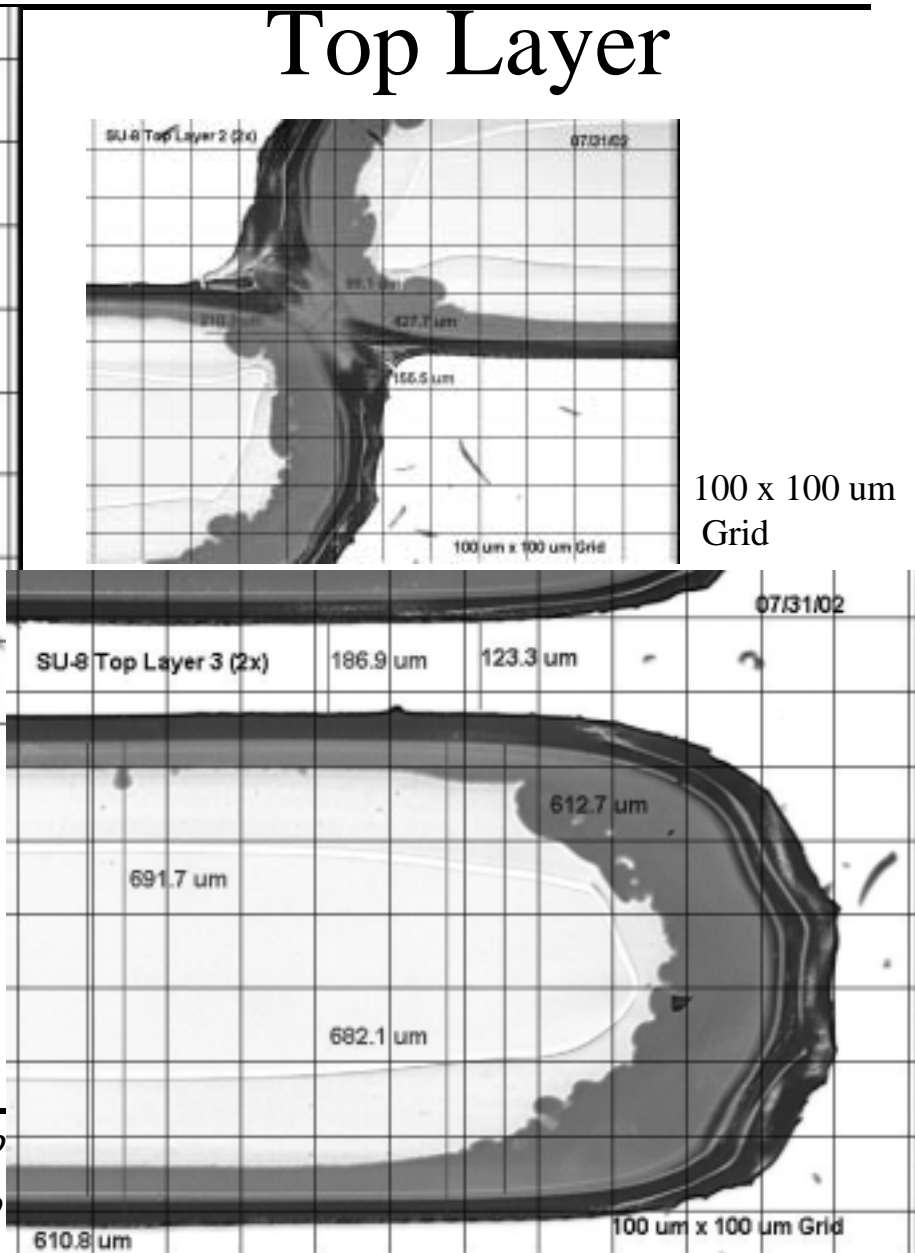 Top Layer
SU-8 Top Layer 2 (2x)
07/31/02
427.7 um
155.5 um
100 um x 100 um Grid
100 x 100 um
Grid
07/31/02
SU-8 Top Layer 3 (2x)
186.9 um
123.3 um
612.7 um
691.7 um
682.1 um
610.8 um
100 um x 100 um Grid